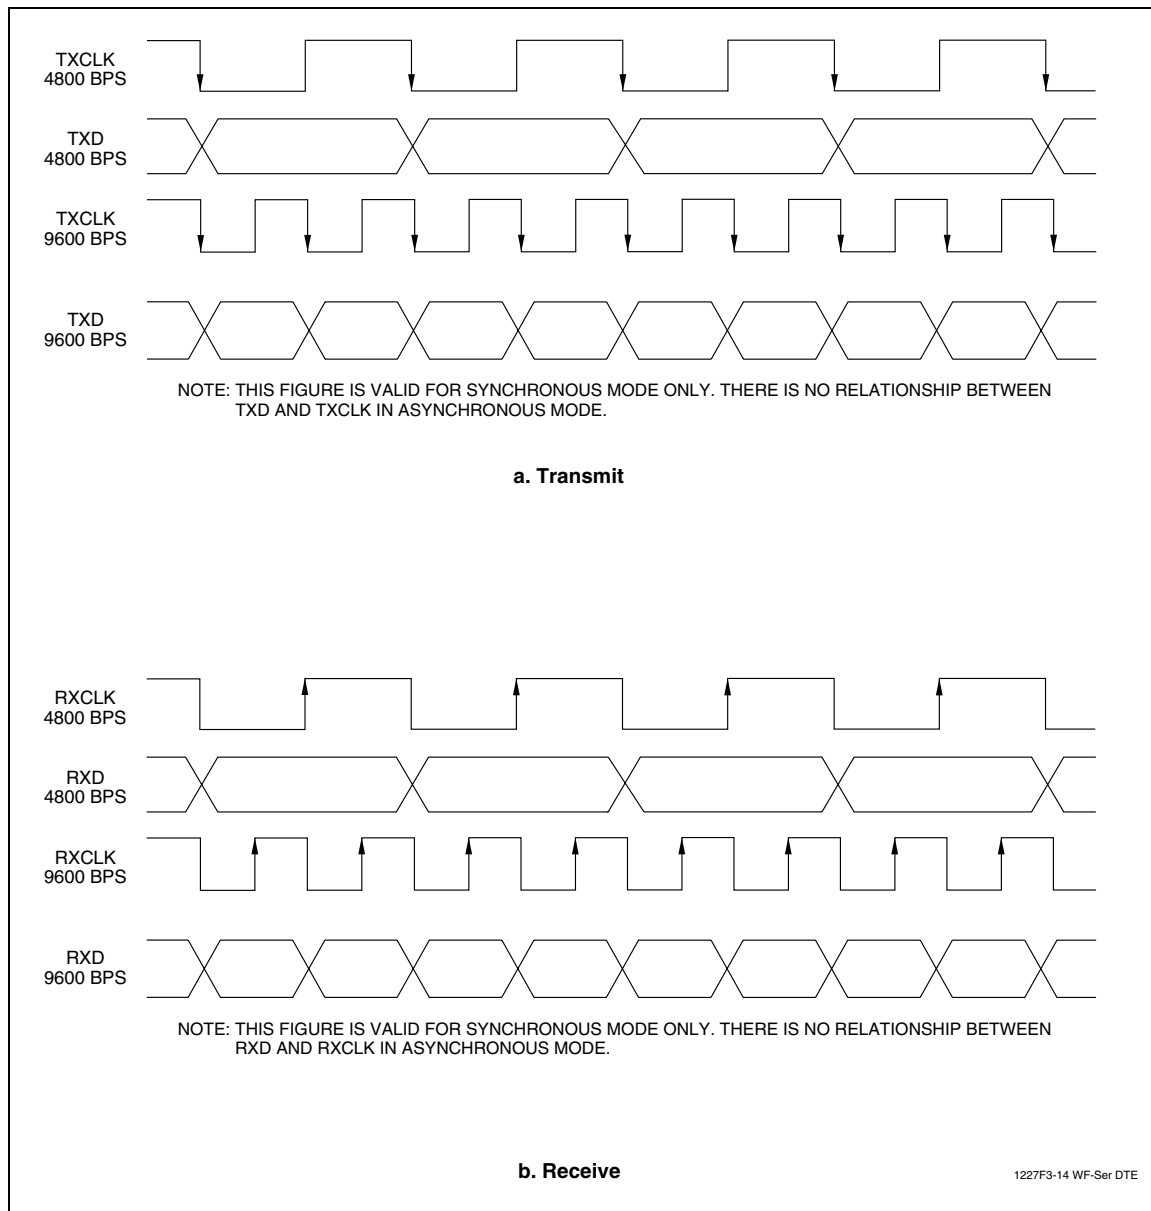 TXCLK
4800 BPS
TXD
4800 BPS
TXCLK
9600 BPS
TXD
9600 BPS
NOTE: THIS FIGURE IS VALID FOR SYNCHRONOUS MODE ONLY. THERE IS NO RELATIONSHIP BETWEEN
TXD AND TXCLK IN ASYNCHRONOUS MODE.
a. Transmit
RXCLK
4800 BPS
RXD
4800 BPS
RXCLK
9600 BPS
RXD
9600 BPS
NOTE: THIS FIGURE IS VALID FOR SYNCHRONOUS MODE ONLY. THERE IS NO RELATIONSHIP BETWEEN
RXD AND RXCLK IN ASYNCHRONOUS MODE.
b. Receive
1227F3-14 WF-Ser DTE